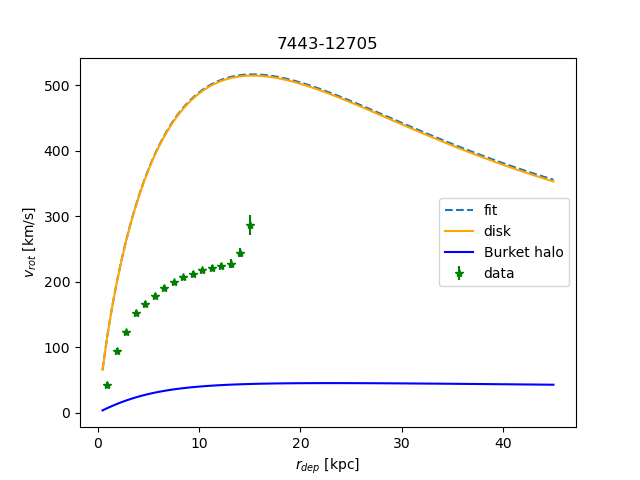 7443-12705
500
400
300
200
100
0
v_rot [km/s]
fit
disk
Burket halo
data
0 10 20 30 40
r_dep [kpc]